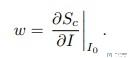 w = ∂S_c/∂I |_{I_0} .